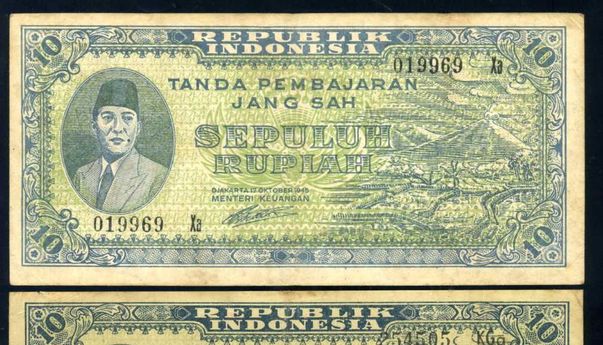 10 REPUBLIK 10
INDONESIA
019969 Xa
TANDA PEMBAJARAN
JANG SAH
SEPULUH
RUPIAH
DJAKARTA 17 OKTOBER 1945
MENTERI KEUANGAN
019969 Xa
10 10
10 REPUBLIK 10
INDONESIA